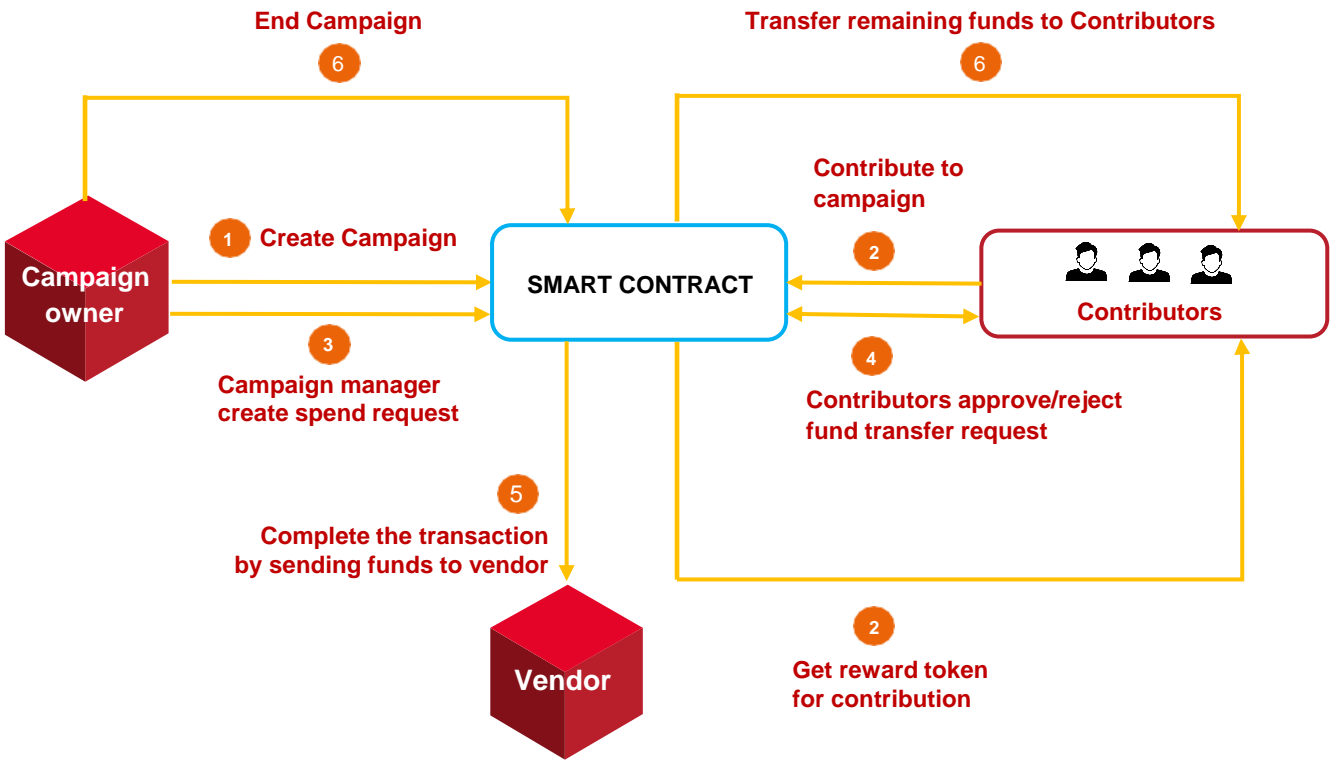 End Campaign
6
Transfer remaining funds to Contributors
6
Contribute to
campaign
2
1
Create Campaign
Campaign
owner
SMART CONTRACT
Contributors
3
Campaign manager
create spend request
4
Contributors approve/reject
fund transfer request
5
Complete the transaction
by sending funds to vendor
Vendor
2
Get reward token
for contribution